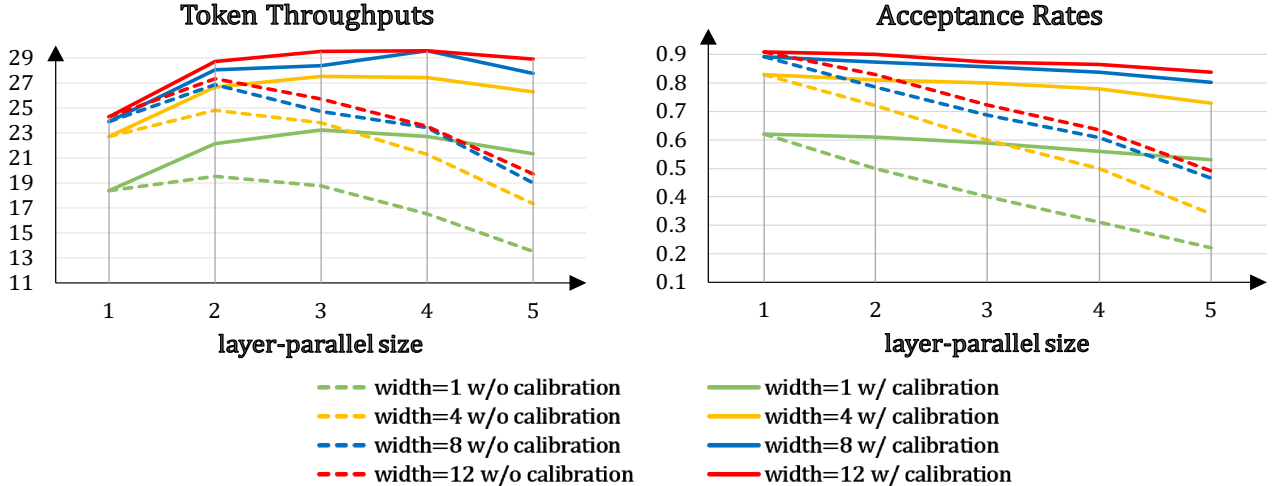 Token Throughputs
29
27
25
23
21
19
17
15
13
11
1 2 3 4 5
layer-parallel size
Acceptance Rates
0.9
0.8
0.7
0.6
0.5
0.4
0.3
0.2
0.1
1 2 3 4 5
layer-parallel size
width=1 w/o calibration
width=4 w/o calibration
width=8 w/o calibration
width=12 w/o calibration
width=1 w/ calibration
width=4 w/ calibration
width=8 w/ calibration
width=12 w/ calibration